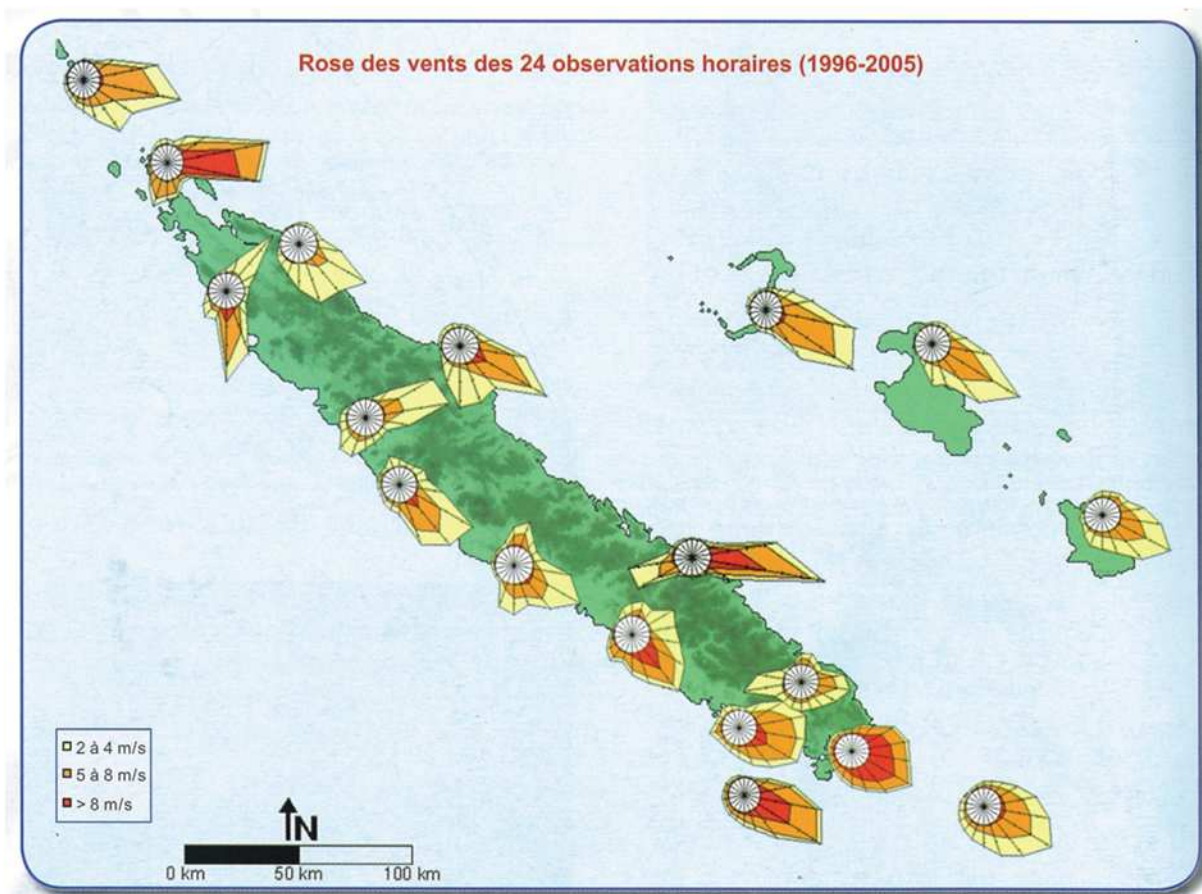 Rose des vents des 24 observations horaires (1996-2005)
2 à 4 m/s
5 à 8 m/s
> 8 m/s
N
0 km
50 km
100 km